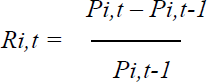 Pi,t – Pi,t-1
Ri,t =
Pi,t-1